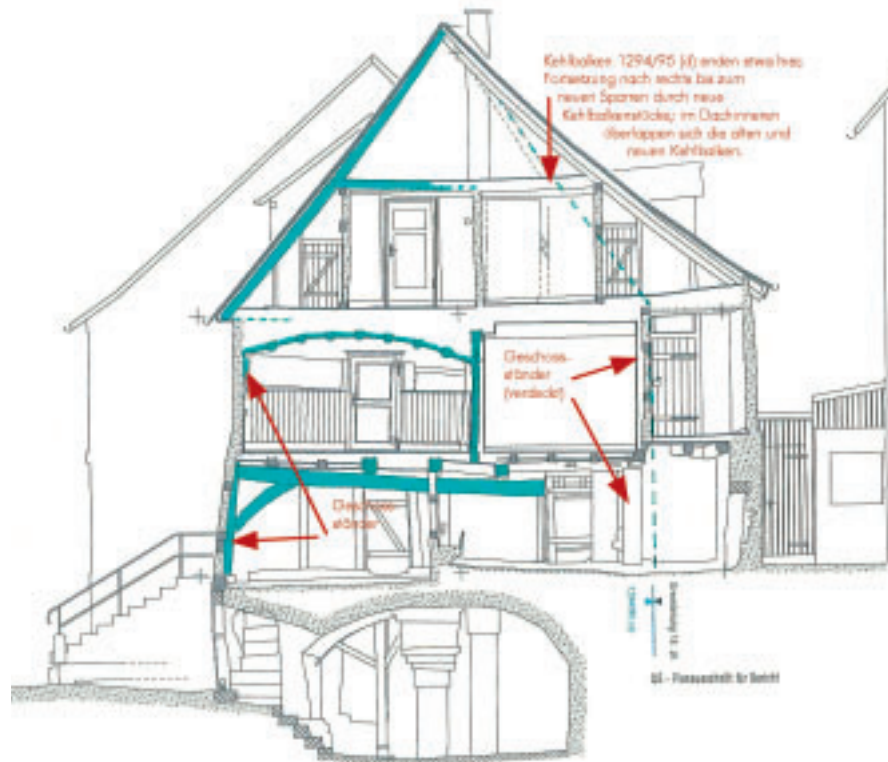 Kehlbalken 1294/95 (d) enden etwa hier,
Fortsetzung nach rechts bis zum
neuen Sparren durch neue
Kehlbalkenstücke; im Dachinneren
überlappen sich die alten und
neuen Kehlbalken.
Geschoss-
ständer
(verdeckt)
Geschoss-
ständer